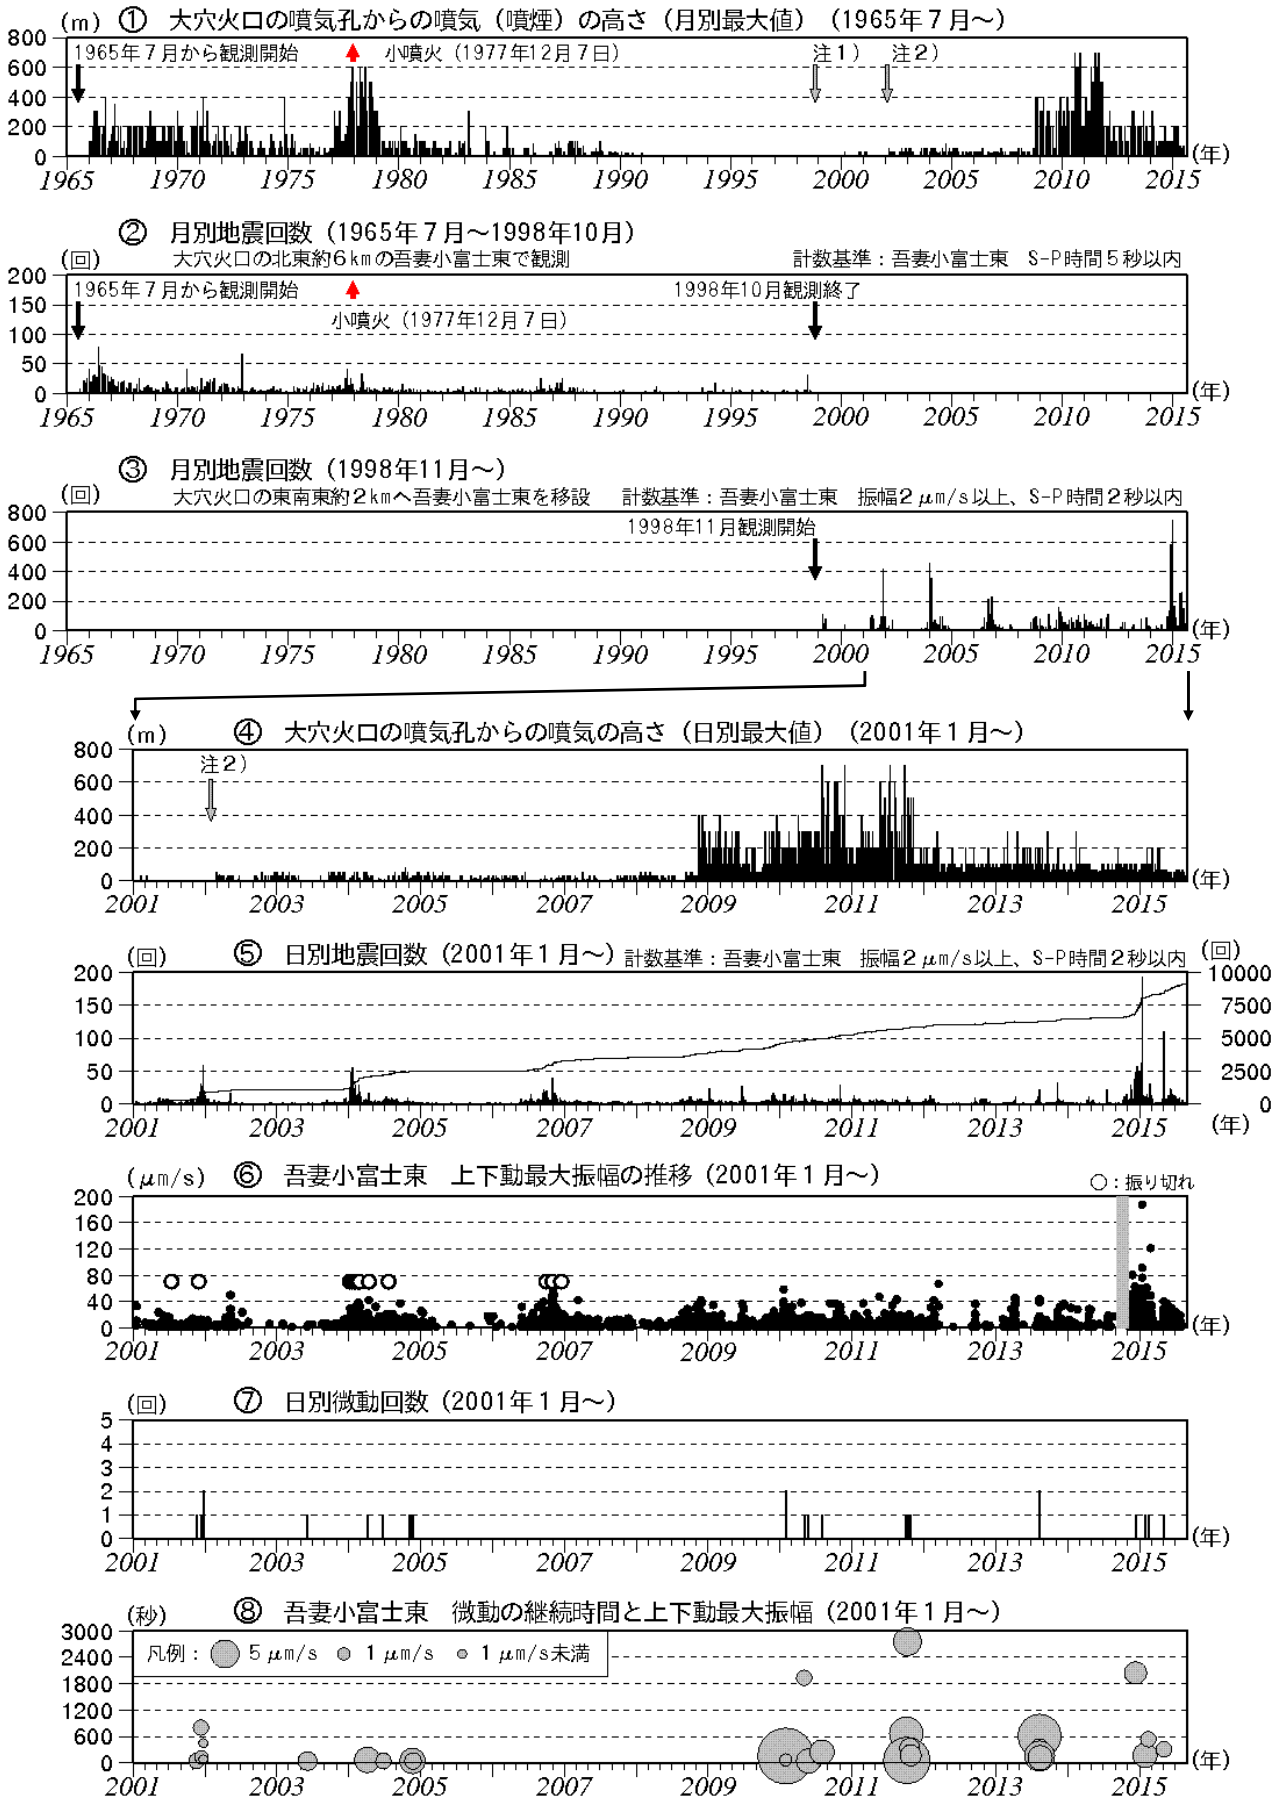 (m) ① 大穴火口の噴気孔からの噴気（噴煙）の高さ（月別最大値）（1965年７月～）
800
600
400
200
0
1965年７月から観測開始
小噴火（1977年12月７日）
注１）
注２）
1965 1970 1975 1980 1985 1990 1995 2000 2005 2010 2015 (年)
② 月別地震回数（1965年７月～1998年10月）
(回) 大穴火口の北東約６kmの吾妻小富士東で観測 計数基準：吾妻小富士東 S-P時間５秒以内
200
150
100
50
0
1965年７月から観測開始
小噴火（1977年12月７日）
1998年10月観測終了
1965 1970 1975 1980 1985 1990 1995 2000 2005 2010 2015 (年)
③ 月別地震回数（1998年11月～）
(回) 大穴火口の東南東約２kmへ吾妻小富士東を移設 計数基準：吾妻小富士東 振幅２μm/s以上、S-P時間２秒以内
800
600
400
200
0
1998年11月観測開始
1965 1970 1975 1980 1985 1990 1995 2000 2005 2010 2015 (年)
(m) ④ 大穴火口の噴気孔からの噴気の高さ（日別最大値）（2001年１月～）
800
600
400
200
0
注２）
2001 2003 2005 2007 2009 2011 2013 2015 (年)
(回) ⑤ 日別地震回数（2001年１月～）計数基準：吾妻小富士東 振幅２μm/s以上、S-P時間２秒以内 (回)
200 10000
150 7500
100 5000
50 2500
0 0
2001 2003 2005 2007 2009 2011 2013 2015 (年)
(μm/s) ⑥ 吾妻小富士東 上下動最大振幅の推移（2001年１月～）
○：振り切れ
200
160
120
80
40
0
2001 2003 2005 2007 2009 2011 2013 2015 (年)
(回) ⑦ 日別微動回数（2001年１月～）
5
4
3
2
1
0
2001 2003 2005 2007 2009 2011 2013 2015 (年)
(秒) ⑧ 吾妻小富士東 微動の継続時間と上下動最大振幅（2001年１月～）
3000
2400
1800
1200
600
0
凡例： 5 μm/s 1 μm/s 1 μm/s未満
2001 2003 2005 2007 2009 2011 2013 2015 (年)